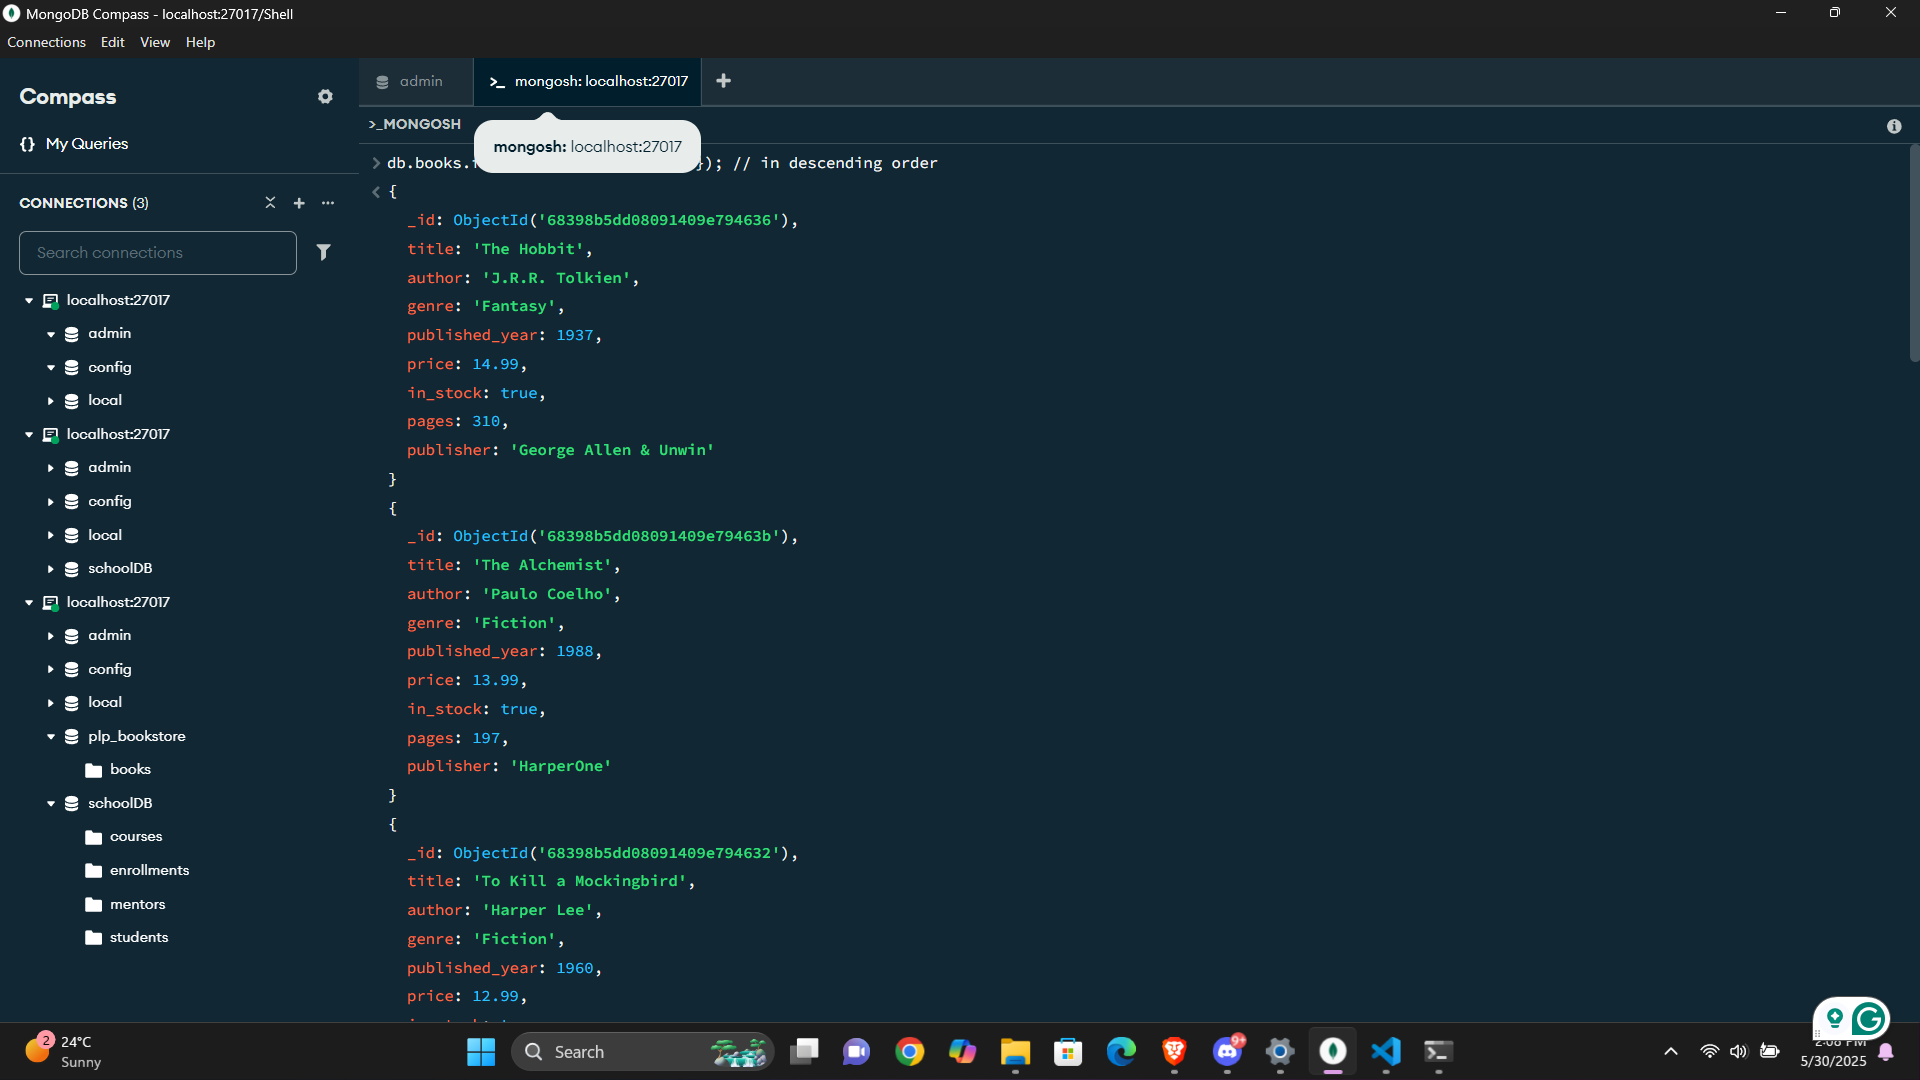 MongoDB Compass - localhost:27017/Shell
Connections Edit View Help
Compass
{} My Queries
CONNECTIONS (3)
Search connections
localhost:27017
admin
config
local
localhost:27017
admin
config
local
schoolDB
localhost:27017
admin
config
local
plp_bookstore
books
schoolDB
courses
enrollments
mentors
students
admin
>_ mongosh: localhost:27017
+
>_MONGOSH
mongosh: localhost:27017
> db.books. }); // in descending order
< {
_id: ObjectId('68398b5dd08091409e794636'),
title: 'The Hobbit',
author: 'J.R.R. Tolkien',
genre: 'Fantasy',
published_year: 1937,
price: 14.99,
in_stock: true,
pages: 310,
publisher: 'George Allen & Unwin'
}
{
_id: ObjectId('68398b5dd08091409e79463b'),
title: 'The Alchemist',
author: 'Paulo Coelho',
genre: 'Fiction',
published_year: 1988,
price: 13.99,
in_stock: true,
pages: 197,
publisher: 'HarperOne'
}
{
_id: ObjectId('68398b5dd08091409e794632'),
title: 'To Kill a Mockingbird',
author: 'Harper Lee',
genre: 'Fiction',
published_year: 1960,
price: 12.99,
2
24°C
Sunny
Search
9+
2:08 PM
5/30/2025